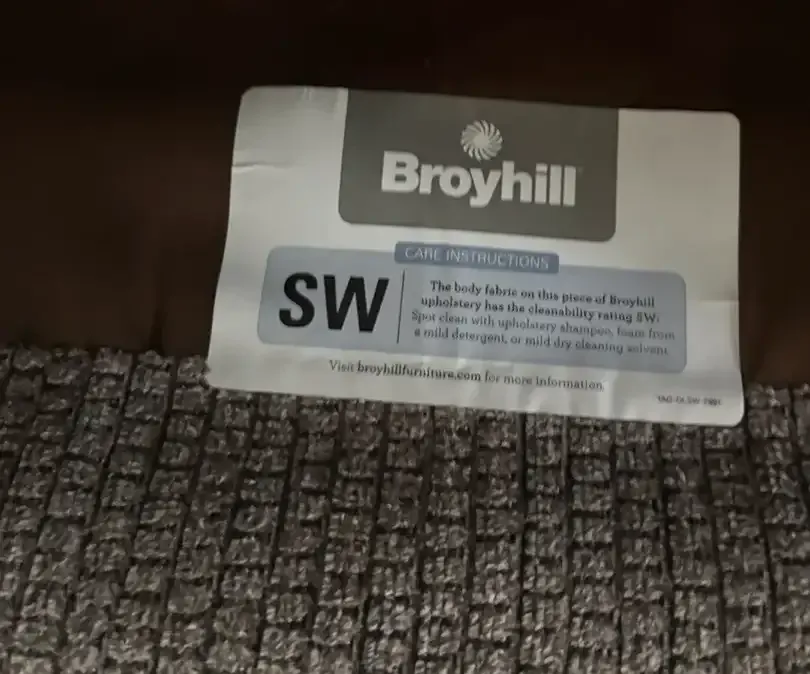 Broyhill
CARE INSTRUCTIONS
SW
The body fabric on this piece of Broyhill
upholstery has the cleanability rating SW:
Spot clean with upholstery shampoo, foam from
a mild detergent, or mild dry cleaning solvent.
Visit broyhillfurniture.com for more information.